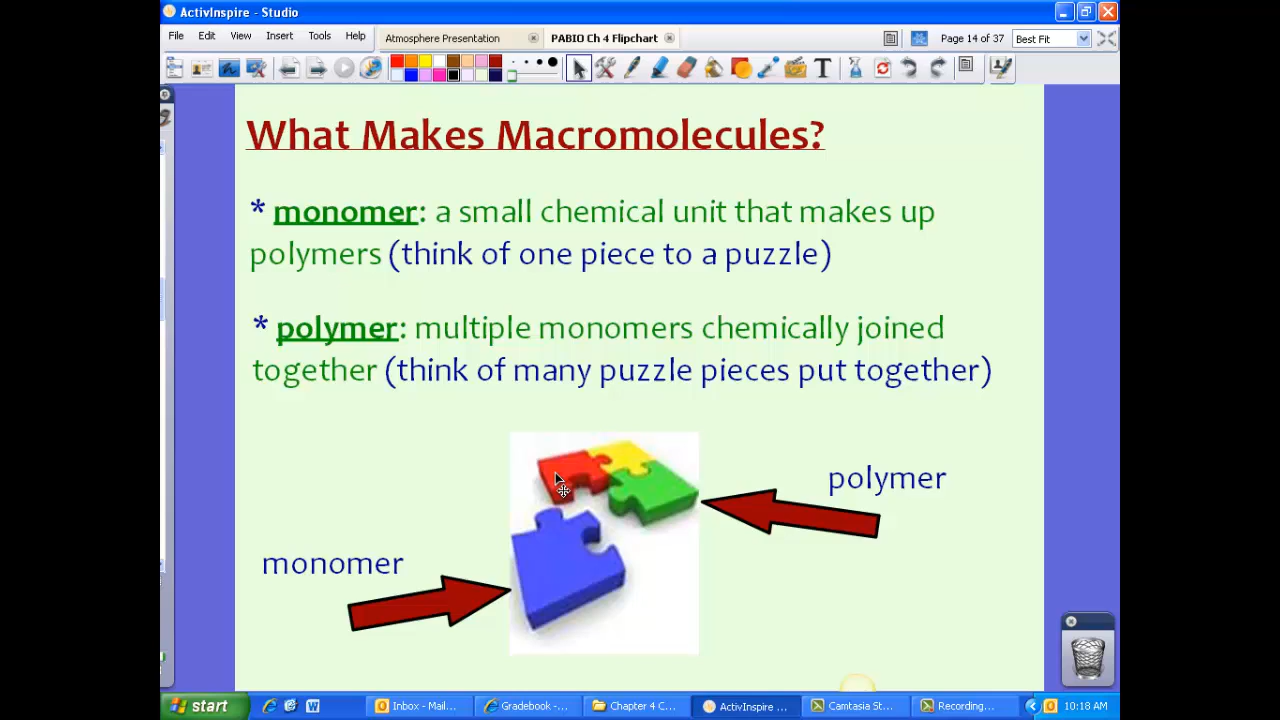 ActivInspire - Studio
File Edit View Insert Tools Help
Atmosphere Presentation
PABIO Ch 4 Flipchart
Page 14 of 37
Best Fit
What Makes Macromolecules?
* monomer: a small chemical unit that makes up
polymers (think of one piece to a puzzle)
* polymer: multiple monomers chemically joined
together (think of many puzzle pieces put together)
polymer
monomer
start
Inbox - Mail...
Gradebook -...
Chapter 4 C...
ActivInspire ...
Camtasia St...
Recording...
10:18 AM